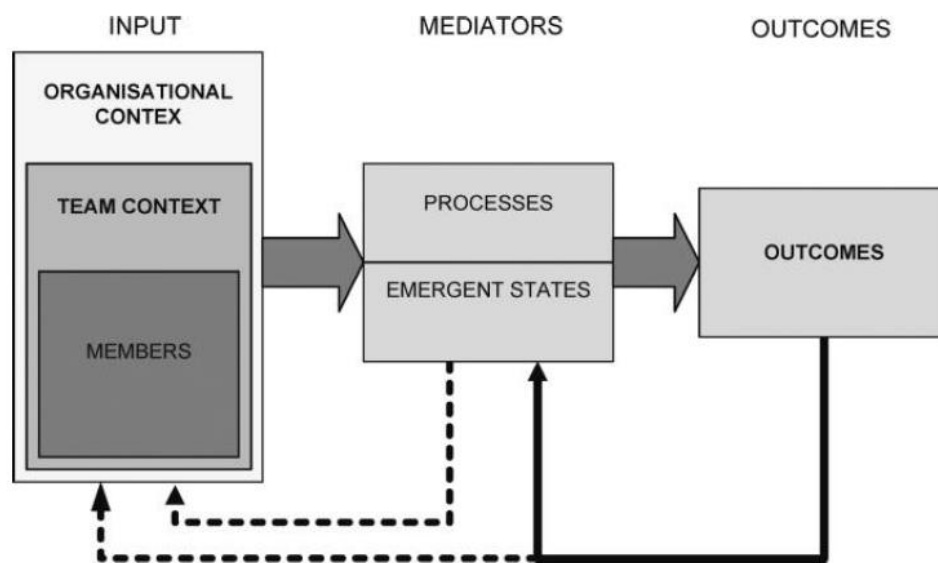 INPUT
MEDIATORS
OUTCOMES
ORGANISATIONAL
CONTEX
TEAM CONTEXT
MEMBERS
PROCESSES
EMERGENT STATES
OUTCOMES